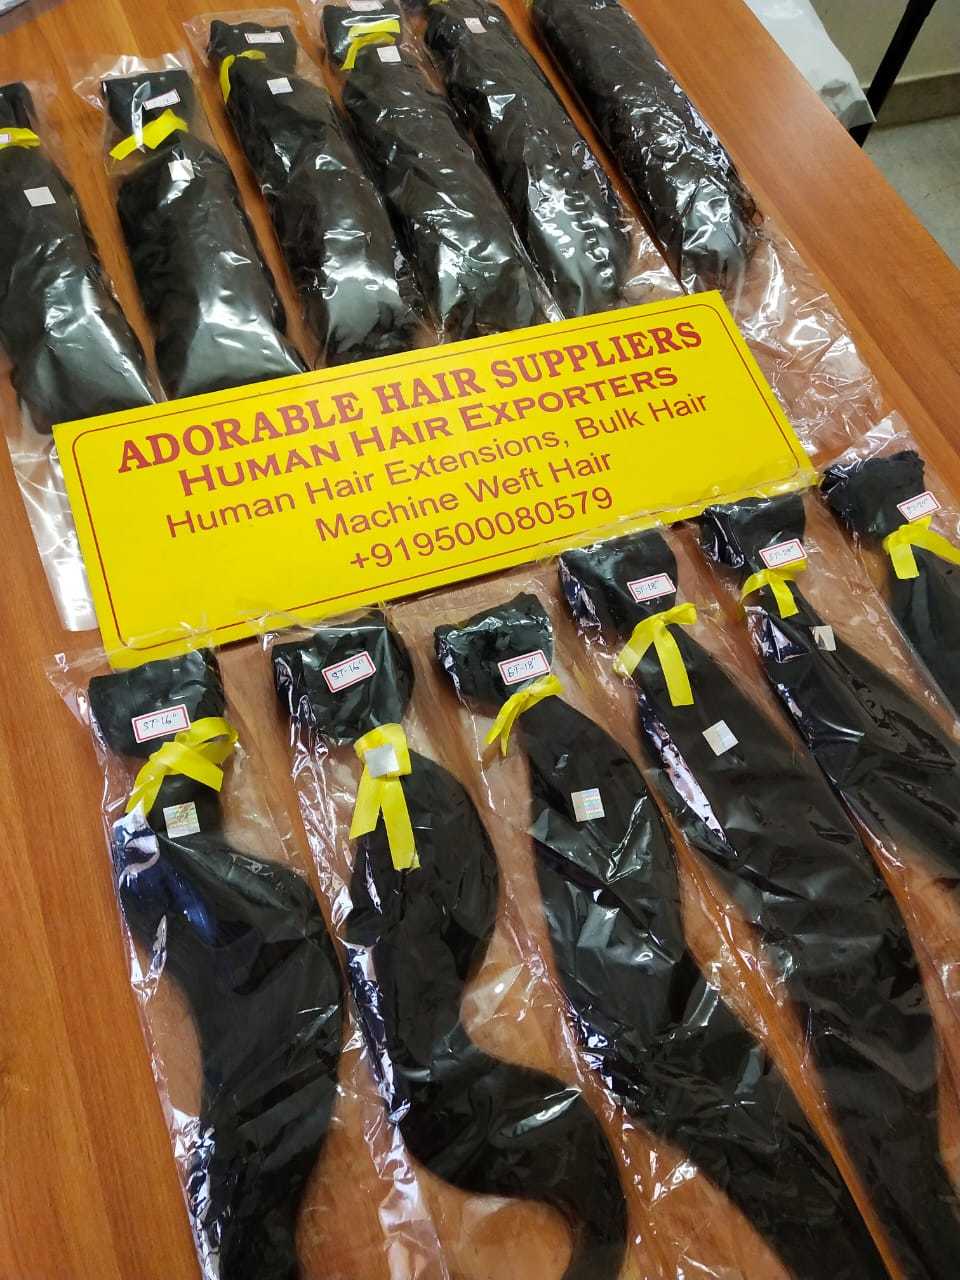 ADORABLE HAIR SUPPLIERS
HUMAN HAIR EXPORTERS
Human Hair Extensions, Bulk Hair
Machine Weft Hair
+919500080579
ST-18"
ST-16"
ST-18"
ST-16"